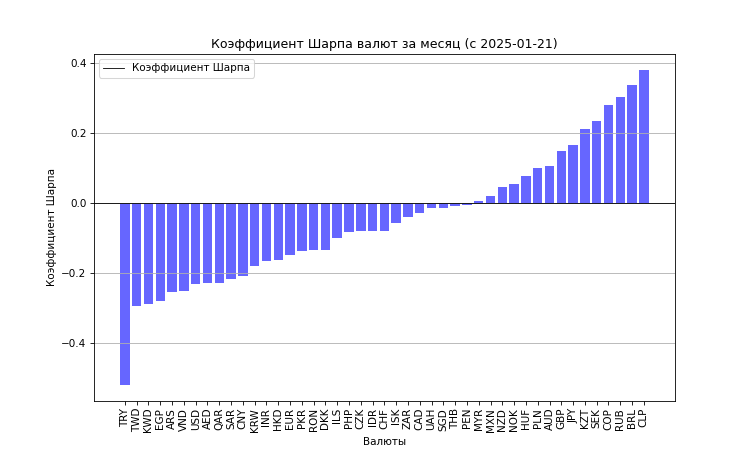 Коэффициент Шарпа валют за месяц (с 2025-01-21)
Коэффициент Шарпа
Коэффициент Шарпа
0.4
0.2
0.0
−0.2
−0.4
TRY TWD KWD EGP ARS VND USD AED QAR SAR CNY KRW INR HKD EUR PKR RON DKK ILS PHP CZK IDR CHF ISK ZAR CAD UAH SGD THB PEN MYR MXN NZD NOK HUF PLN AUD GBP JPY KZT SEK COP RUB BRL CLP
Валюты